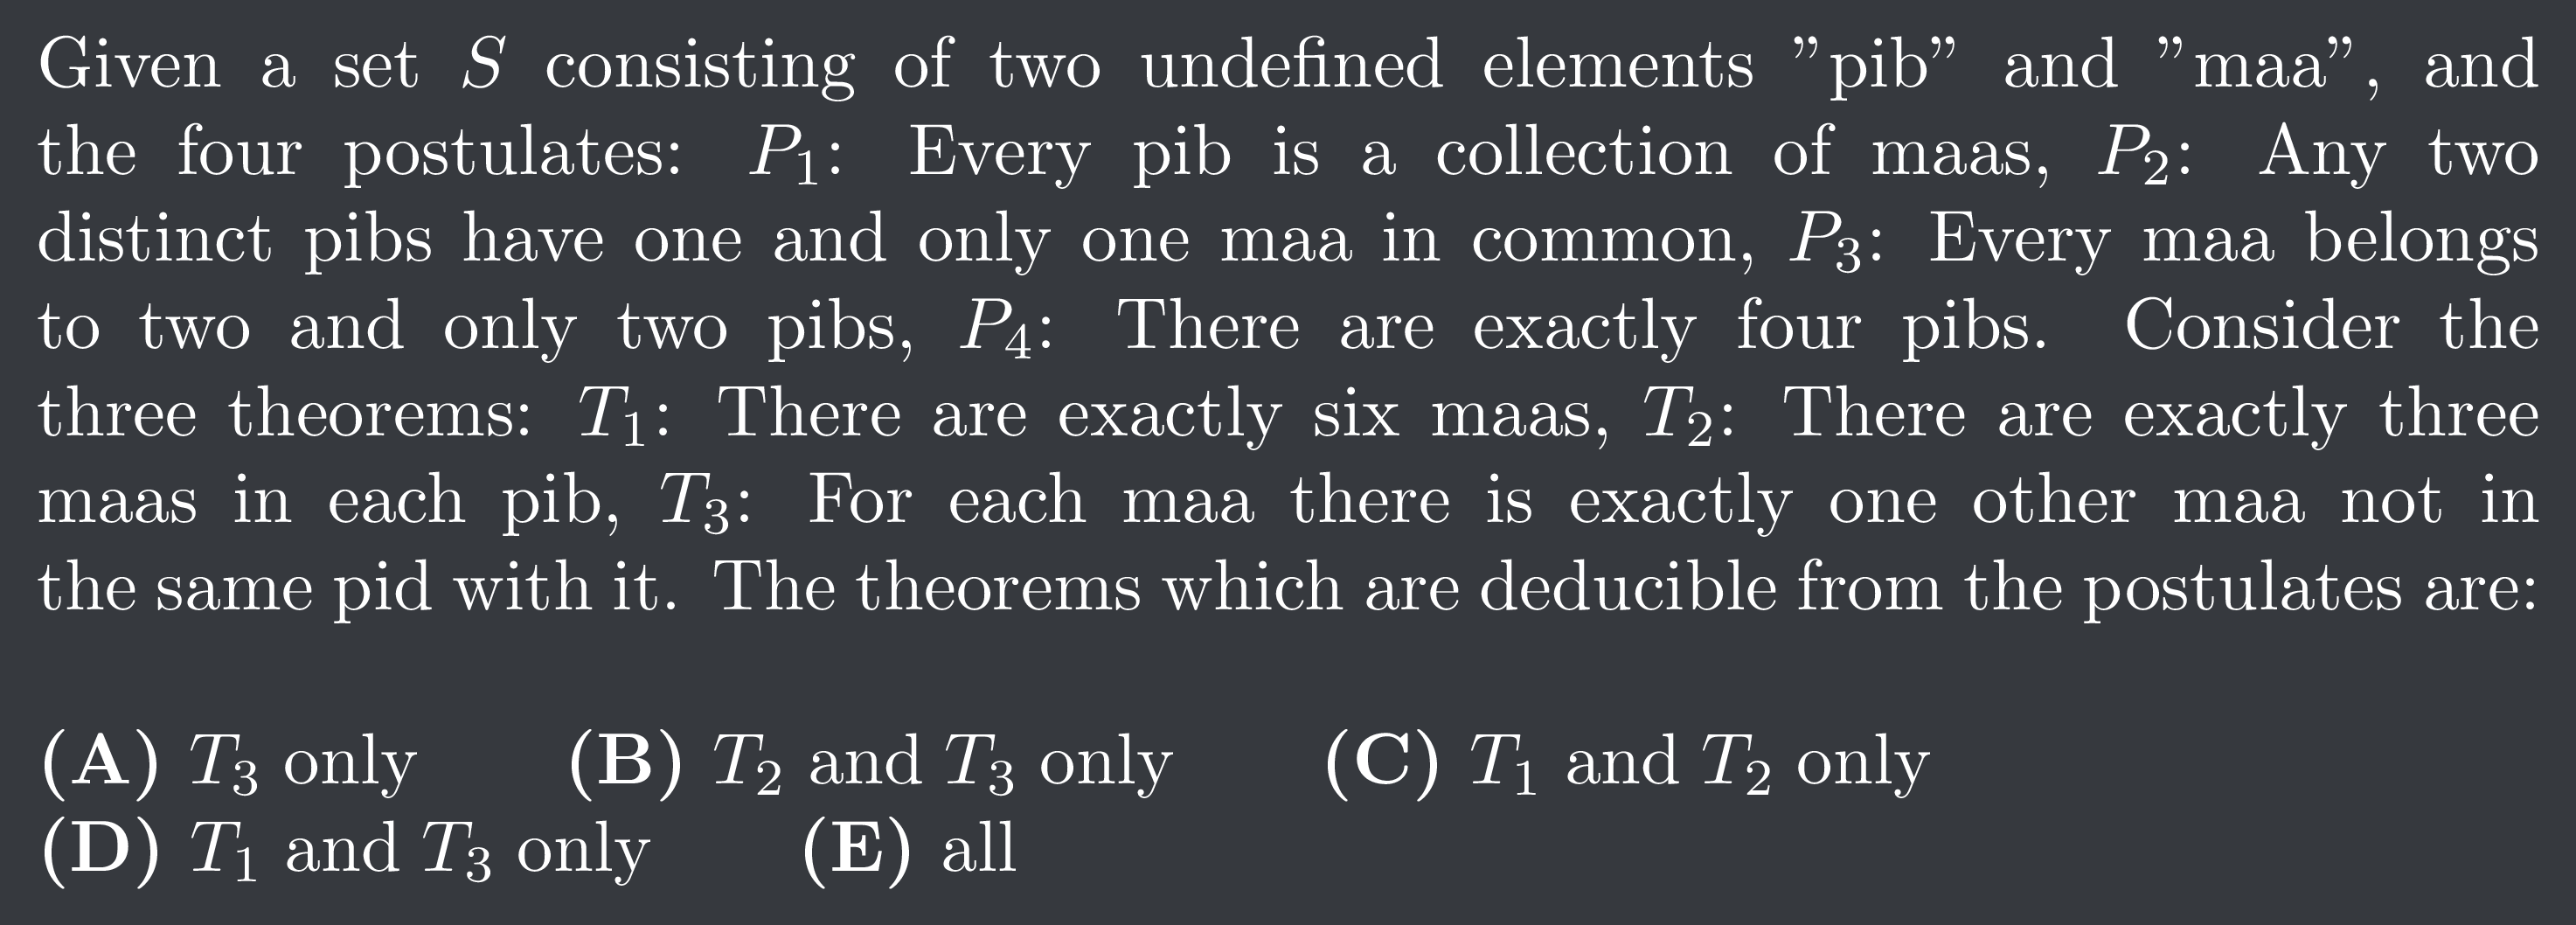 Given a set S consisting of two undefined elements ”pib” and ”maa”, and
the four postulates: P₁: Every pib is a collection of maas, P₂: Any two
distinct pibs have one and only one maa in common, P₃: Every maa belongs
to two and only two pibs, P₄: There are exactly four pibs. Consider the
three theorems: T₁: There are exactly six maas, T₂: There are exactly three
maas in each pib, T₃: For each maa there is exactly one other maa not in
the same pid with it. The theorems which are deducible from the postulates are:
(A) T₃ only (B) T₂ and T₃ only (C) T₁ and T₂ only
(D) T₁ and T₃ only (E) all